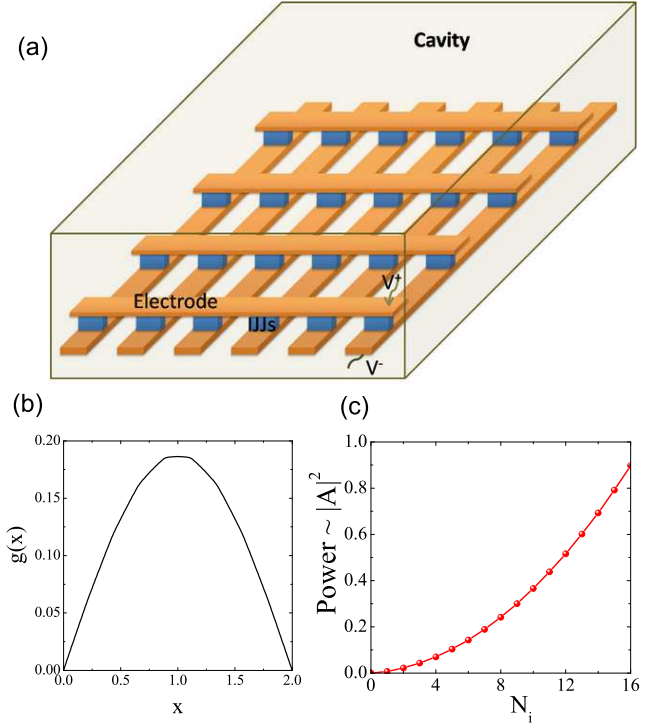 (a)
Cavity
V⁺
Electrode
IJJs
V⁻
(b)
(c)
0.20
0.15
0.10
0.05
0.00
g(x)
0.0 0.5 1.0 1.5 2.0
x
1.0
0.8
0.6
0.4
0.2
0.0
Power ~ |A|²
0 4 8 12 16
Nᵢ